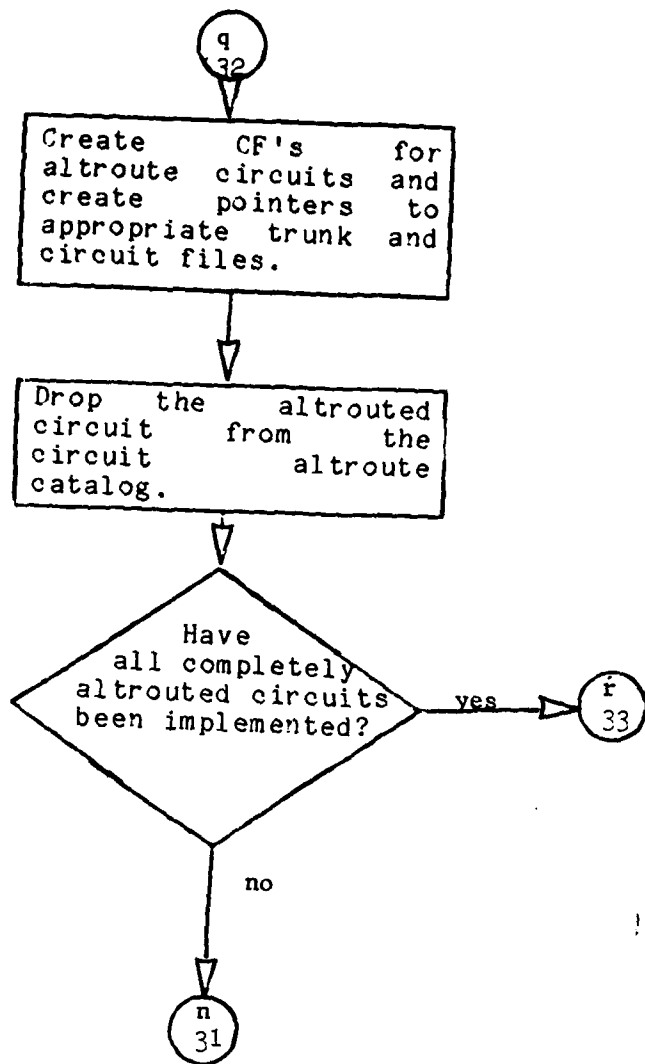 q
32
Create CF's for
altroute circuits and
create pointers to
appropriate trunk and
circuit files.
Drop the altrouted
circuit from the
circuit altroute
catalog.
Have
all completely
altrouted circuits
been implemented?
yes
r
33
no
n
31